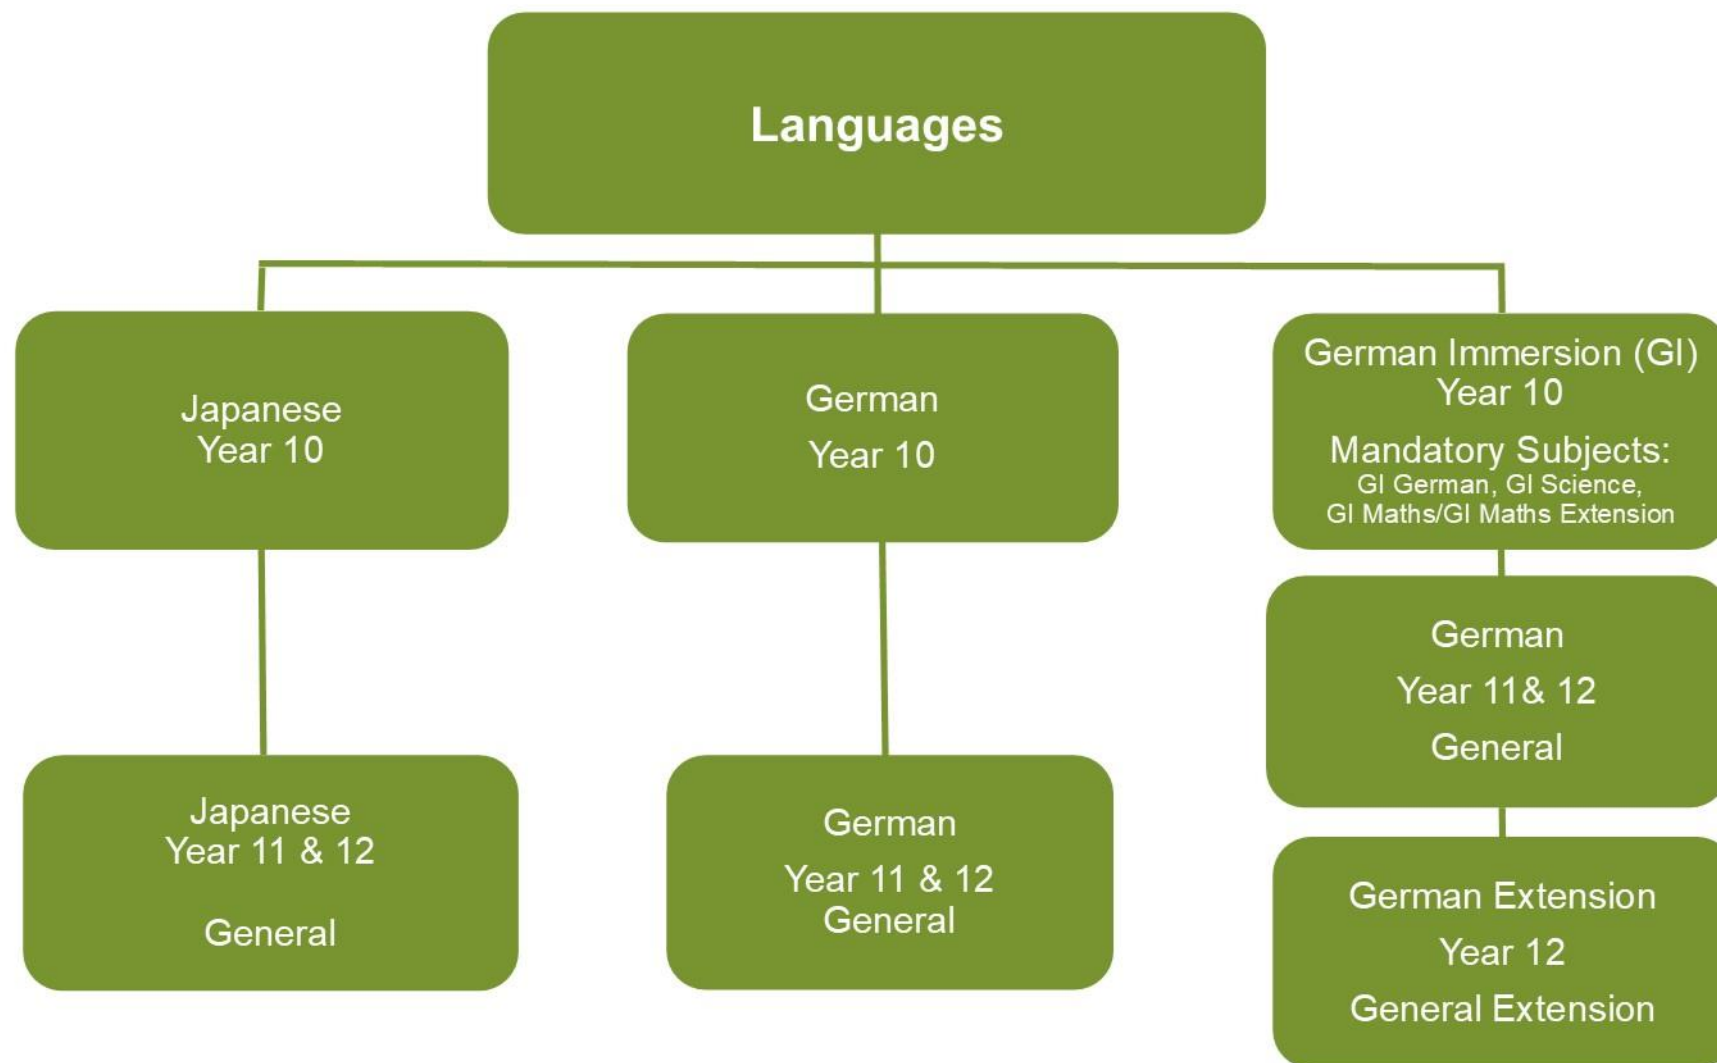 Languages
Japanese
Year 10
German
Year 10
German Immersion (GI)
Year 10
Mandatory Subjects:
GI German, GI Science,
GI Maths/GI Maths Extension
Japanese
Year 11 & 12
General
German
Year 11 & 12
General
German
Year 11& 12
General
German Extension
Year 12
General Extension